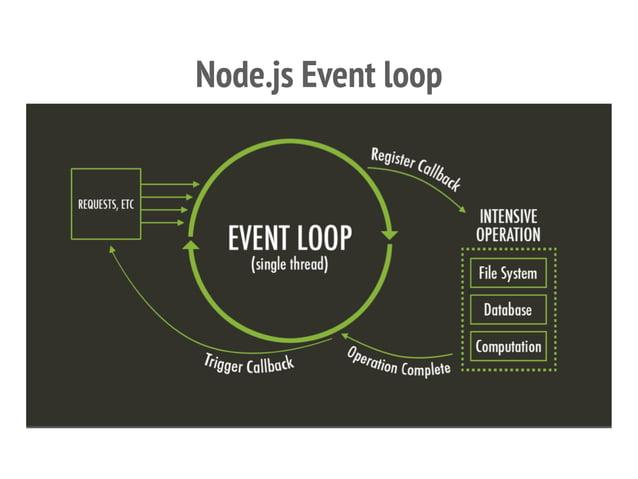 Node.js Event loop
REQUESTS, ETC
EVENT LOOP
(single thread)
Register Callback
INTENSIVE
OPERATION
File System
Database
Computation
Operation Complete
Trigger Callback